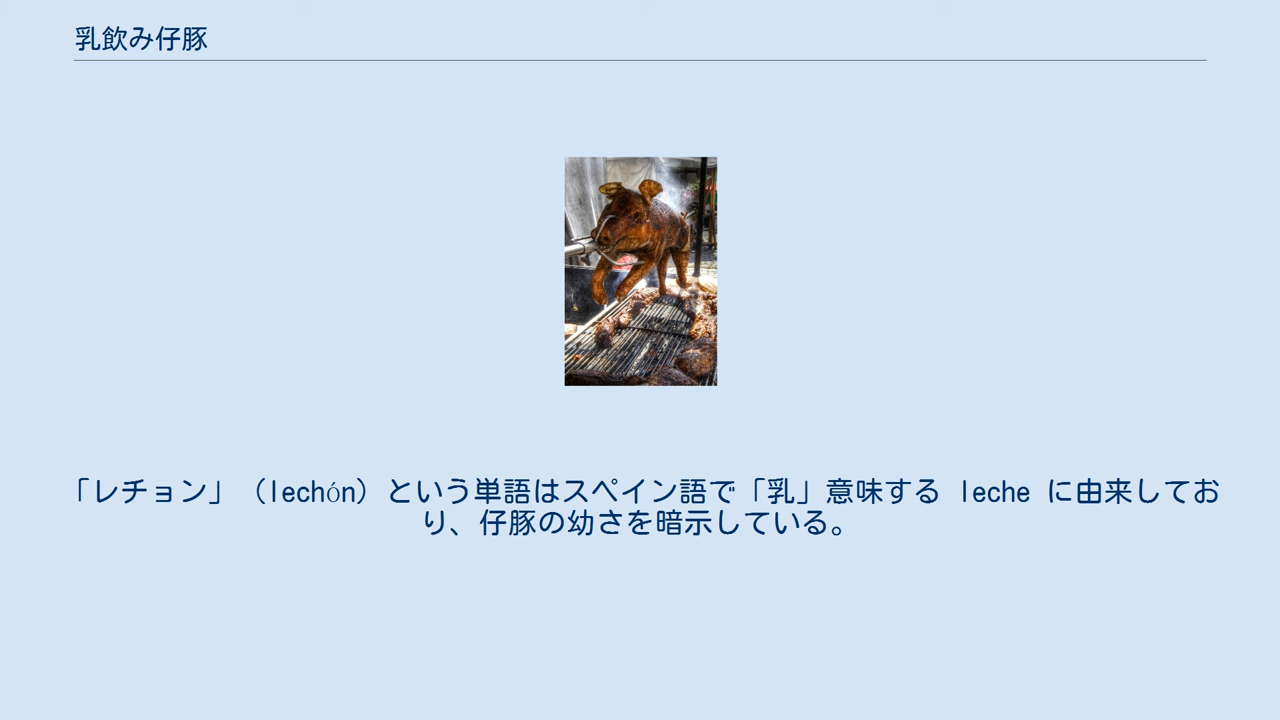 乳飲み仔豚
「レチョン」（lechón）という単語はスペイン語で「乳」意味する leche に由来してお
り、仔豚の幼さを暗示している。